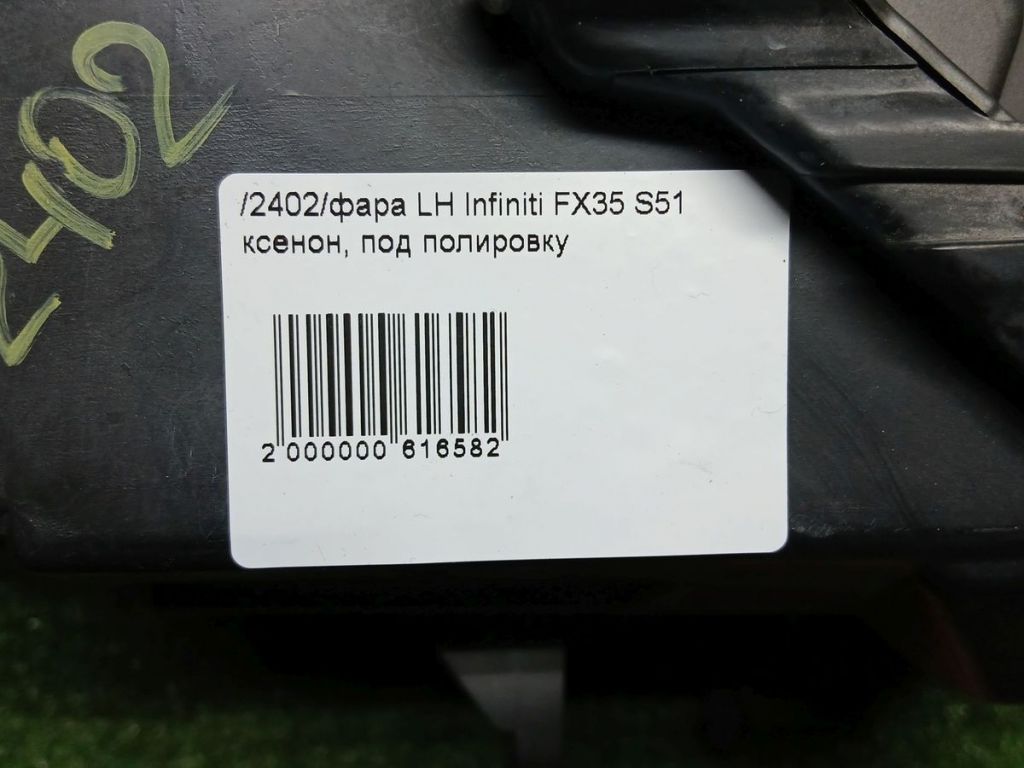 2402
/2402/фара LH Infiniti FX35 S51
ксенон, под полировку
2 000000 616582